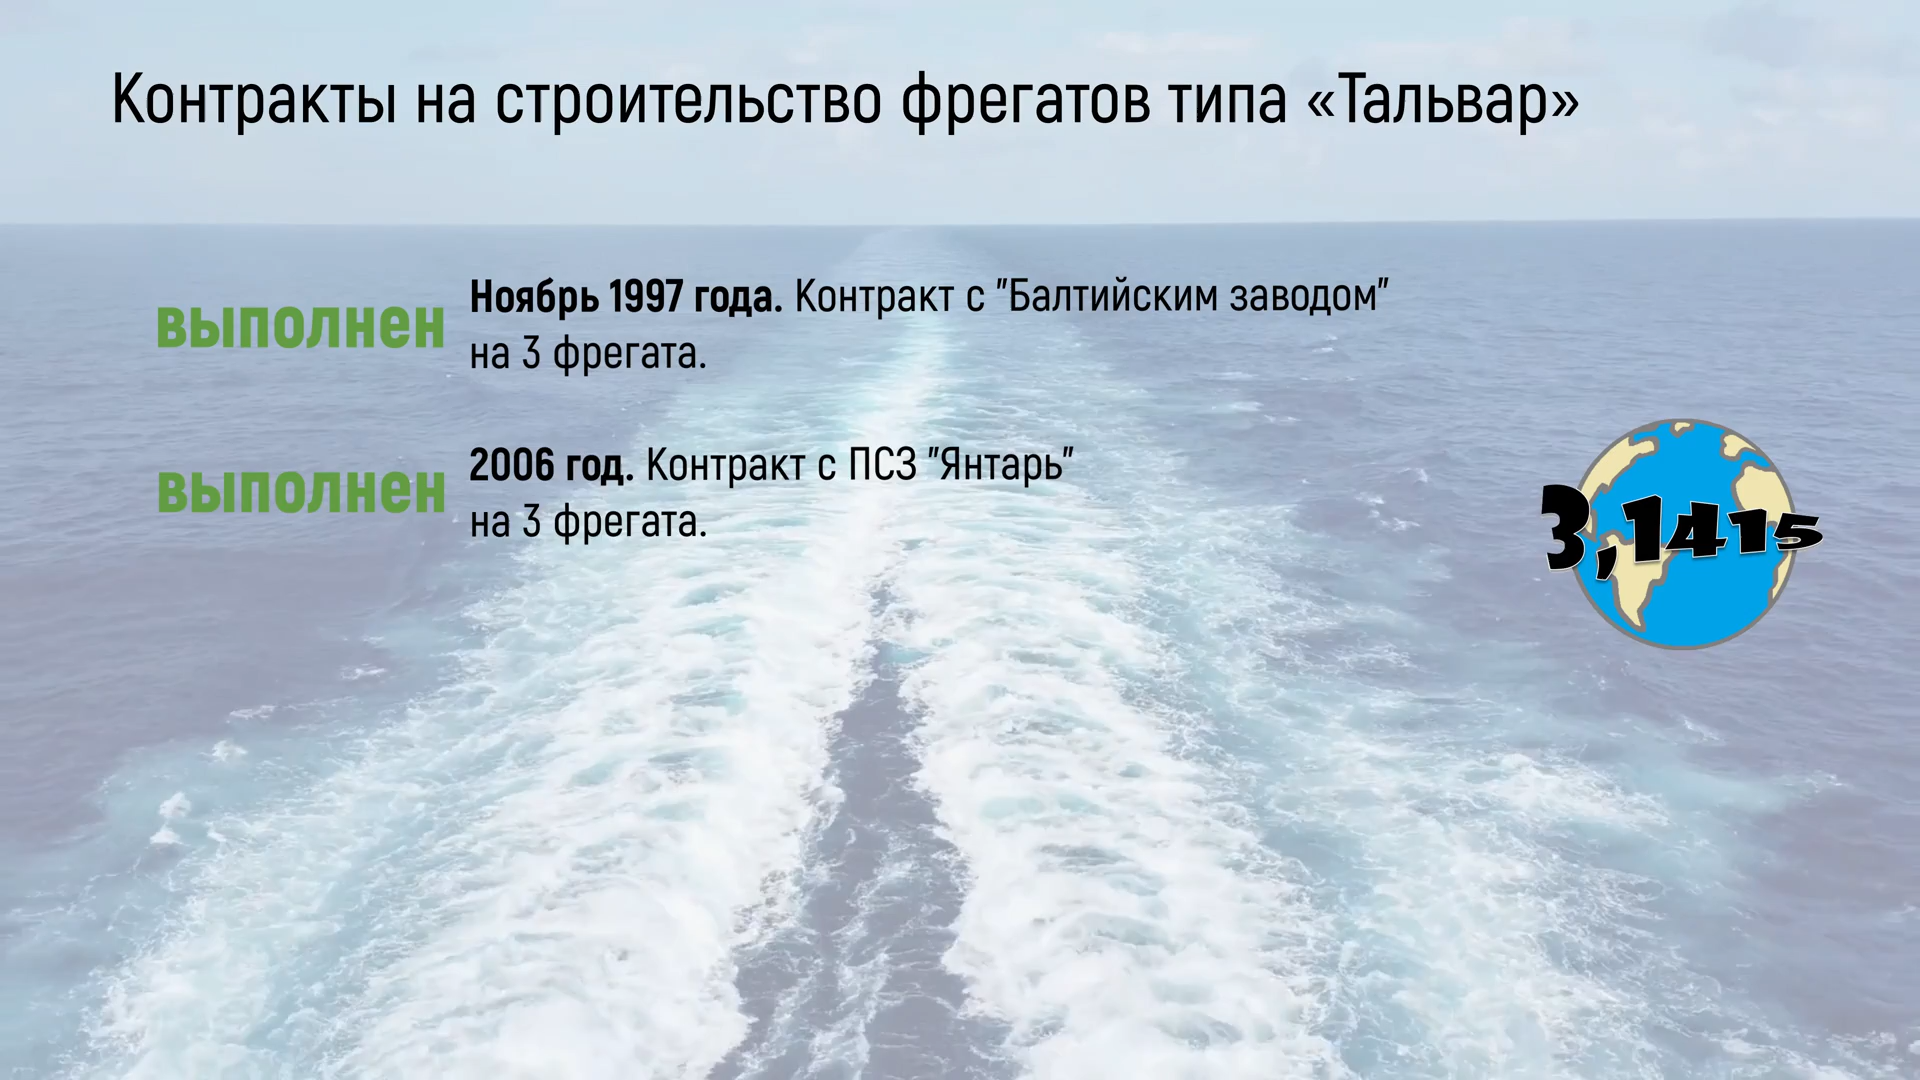 Контракты на строительство фрегатов типа «Тальвар»
выполнен
Ноябрь 1997 года. Контракт с "Балтийским заводом"
на 3 фрегата.
выполнен
2006 год. Контракт с ПСЗ "Янтарь"
на 3 фрегата.
3,1415